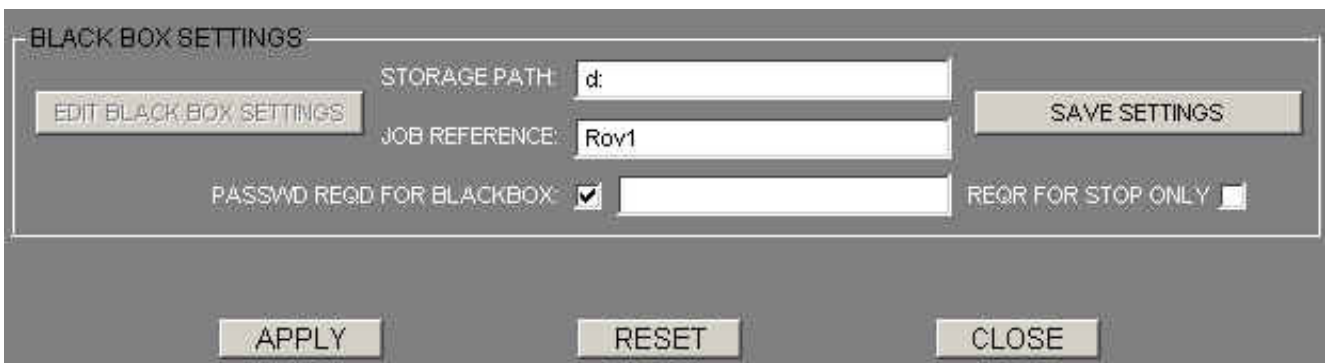 BLACK BOX SETTINGS
STORAGE PATH: d:
EDIT BLACK BOX SETTINGS
SAVE SETTINGS
JOB REFERENCE: Rov1
PASSWD REQD FOR BLACKBOX: REQR FOR STOP ONLY
APPLY RESET CLOSE